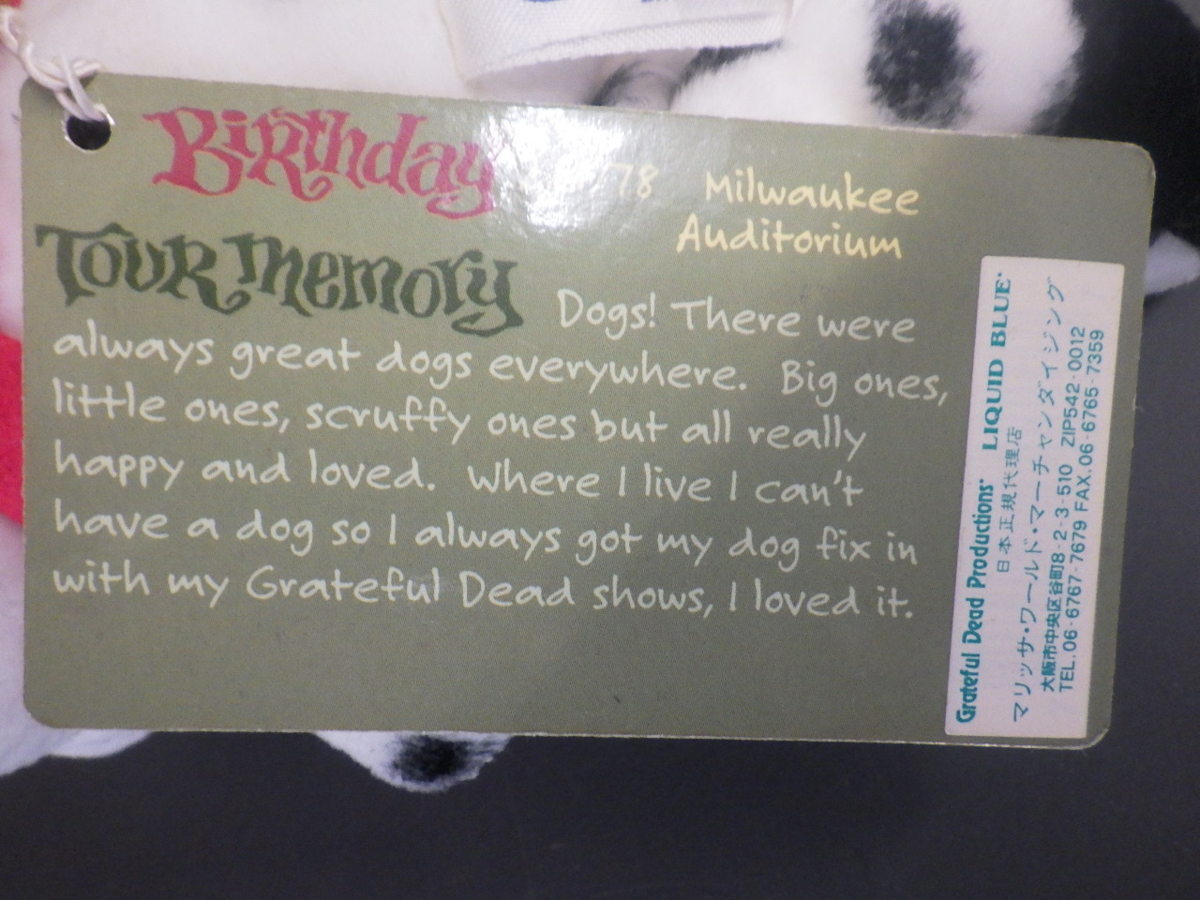 Birthday 78 Milwaukee
Auditorium
Tour Memory Dogs! There were
always great dogs everywhere. Big ones,
little ones, scruffy ones but all really
happy and loved. Where I live I can't
have a dog so I always got my dog fix in
with my Grateful Dead shows, I loved it.
Grateful Dead Productions® LIQUID BLUE®
日本正規代理店
マリッサ・ワールド・マーチャンダイジング
大阪市中央区谷町8-2-3-510 ZIP542-0012
TEL.06-6767-7679 FAX.06-6765-7359